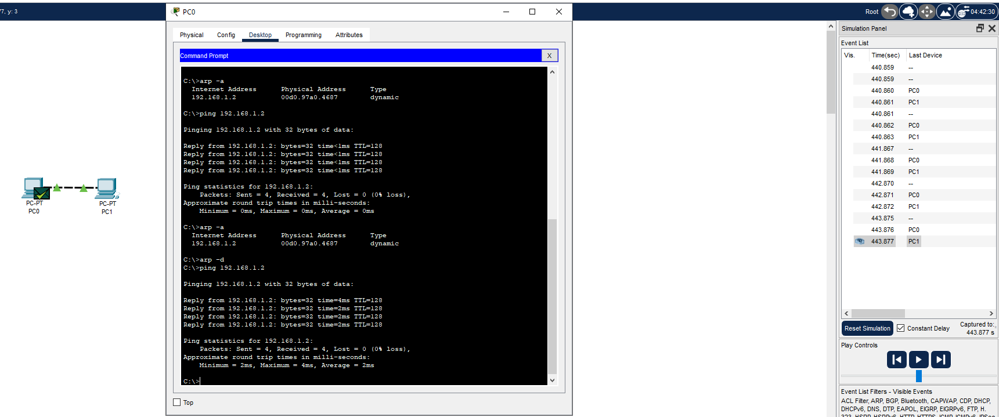 7, y: 3
PC0
Root
04:42:30
Physical
Config
Desktop
Programming
Attributes
Command Prompt
X
C:\>arp -a
Internet Address Physical Address Type
192.168.1.2 00d0.97a0.4687 dynamic
C:\>ping 192.168.1.2
Pinging 192.168.1.2 with 32 bytes of data:
Reply from 192.168.1.2: bytes=32 time<1ms TTL=128
Reply from 192.168.1.2: bytes=32 time<1ms TTL=128
Reply from 192.168.1.2: bytes=32 time<1ms TTL=128
Reply from 192.168.1.2: bytes=32 time<1ms TTL=128
Ping statistics for 192.168.1.2:
Packets: Sent = 4, Received = 4, Lost = 0 (0% loss),
Approximate round trip times in milli-seconds:
Minimum = 0ms, Maximum = 0ms, Average = 0ms
C:\>arp -a
Internet Address Physical Address Type
192.168.1.2 00d0.97a0.4687 dynamic
C:\>arp -d
C:\>ping 192.168.1.2
Pinging 192.168.1.2 with 32 bytes of data:
Reply from 192.168.1.2: bytes=32 time=4ms TTL=128
Reply from 192.168.1.2: bytes=32 time=2ms TTL=128
Reply from 192.168.1.2: bytes=32 time=2ms TTL=128
Reply from 192.168.1.2: bytes=32 time=2ms TTL=128
Ping statistics for 192.168.1.2:
Packets: Sent = 4, Received = 4, Lost = 0 (0% loss),
Approximate round trip times in milli-seconds:
Minimum = 2ms, Maximum = 4ms, Average = 2ms
C:\>
Top
PC-PT
PC0
PC-PT
PC1
Simulation Panel
Event List
Vis. Time(sec) Last Device
440.859 --
440.859 --
440.860 PC0
440.861 PC1
440.861 --
440.862 PC0
440.863 PC1
441.867 --
441.868 PC0
441.869 PC1
442.870 --
442.871 PC0
442.872 PC1
443.875 --
443.876 PC0
443.877 PC1
Reset Simulation
Constant Delay
Captured to:
443.877 s
Play Controls
Event List Filters - Visible Events
ACL Filter, ARP, BGP, Bluetooth, CAPWAP, CDP, DHCP,
DHCPv6, DNS, DTP, EAPOL, EIGRP, EIGRPv6, FTP, H.
323, HSRP, HSRPv6, HTTP, HTTPS, ICMP, ICMPv6, IPSec